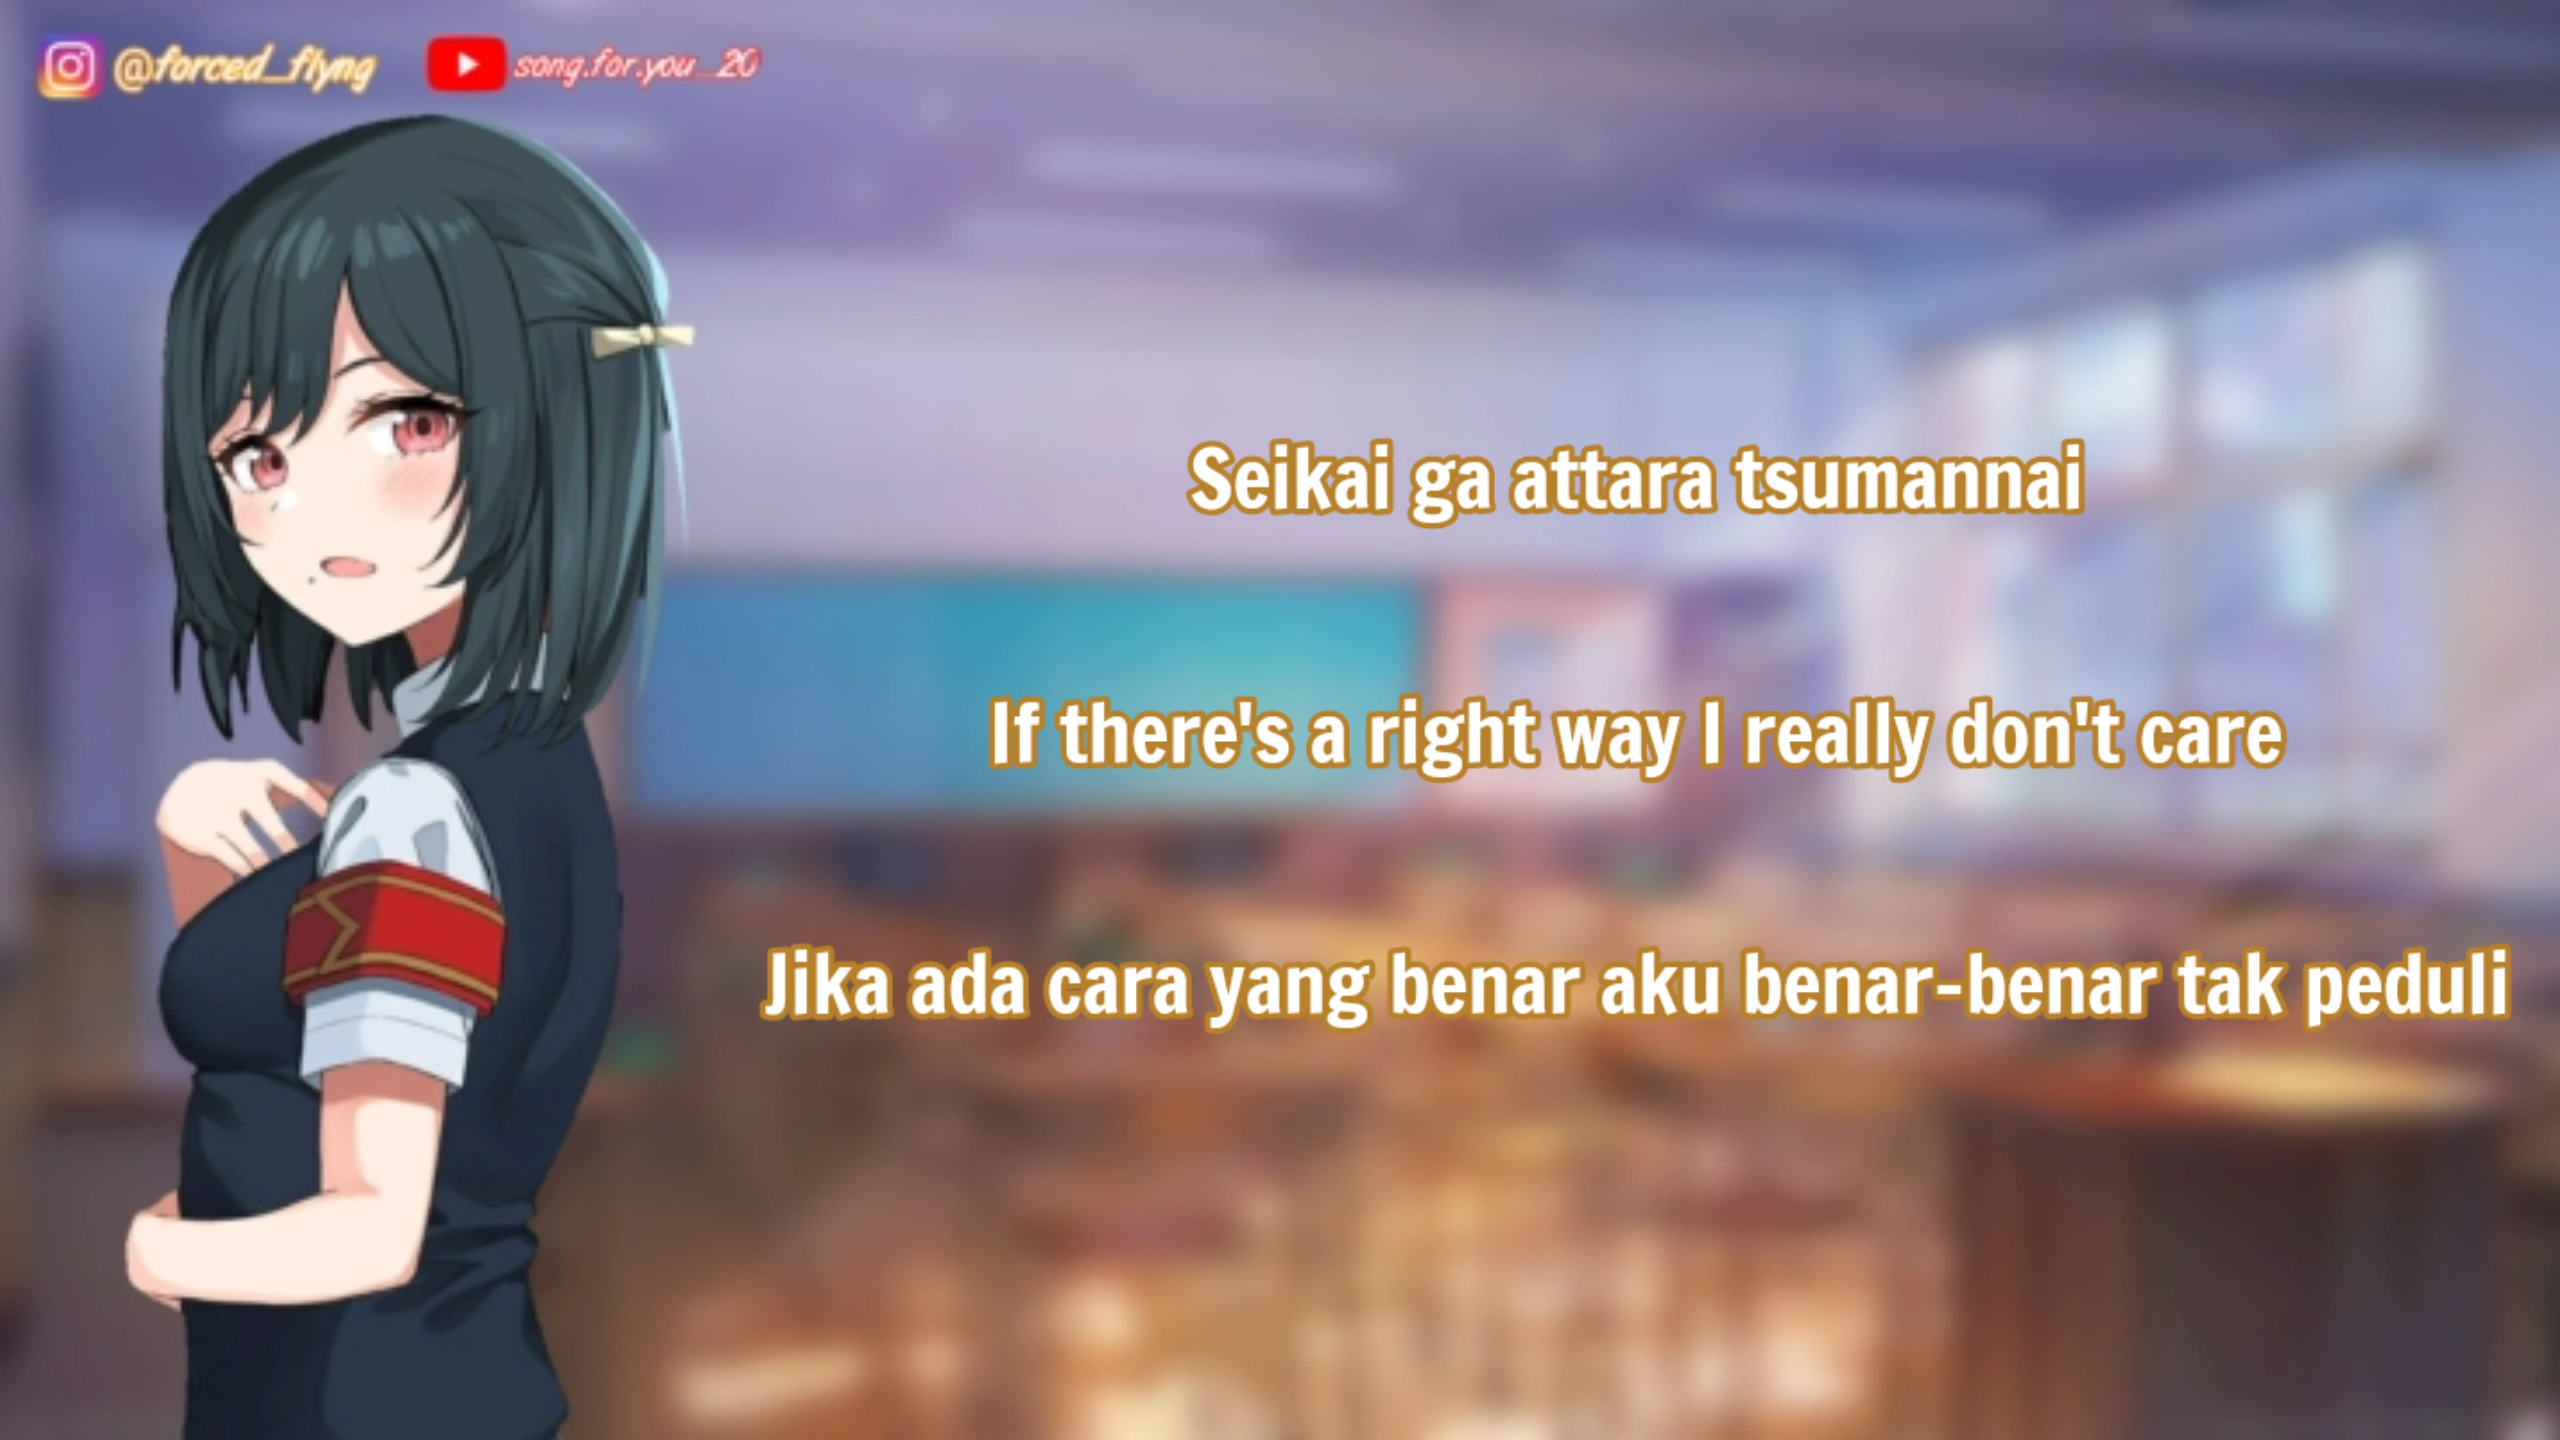 @forced_flyng song.for.you_20
Seikai ga attara tsumannai
If there's a right way I really don't care
Jika ada cara yang benar aku benar-benar tak peduli